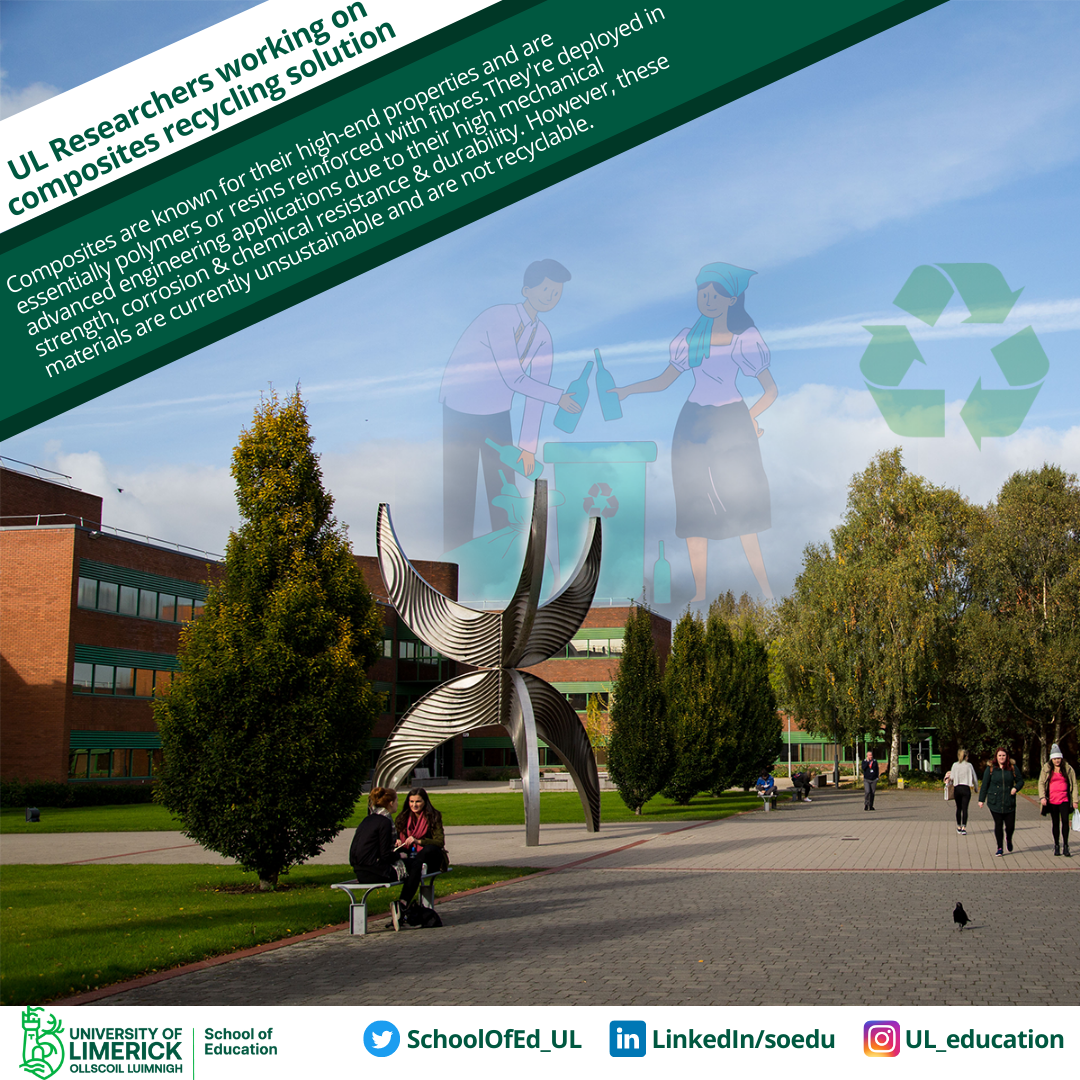 UL Researchers working on
composites recycling solution
Composites are known for their high-end properties and are
essentially polymers or resins reinforced with fibres.They're deployed in
advanced engineering applications due to their high mechanical
strength, corrosion & chemical resistance & durability. However, these
materials are currently unsustainable and are not recyclable.
UNIVERSITY OF
LIMERICK
OLLSCOIL LUIMNIGH
School of
Education
SchoolOfEd_UL
LinkedIn/soedu
UL_education